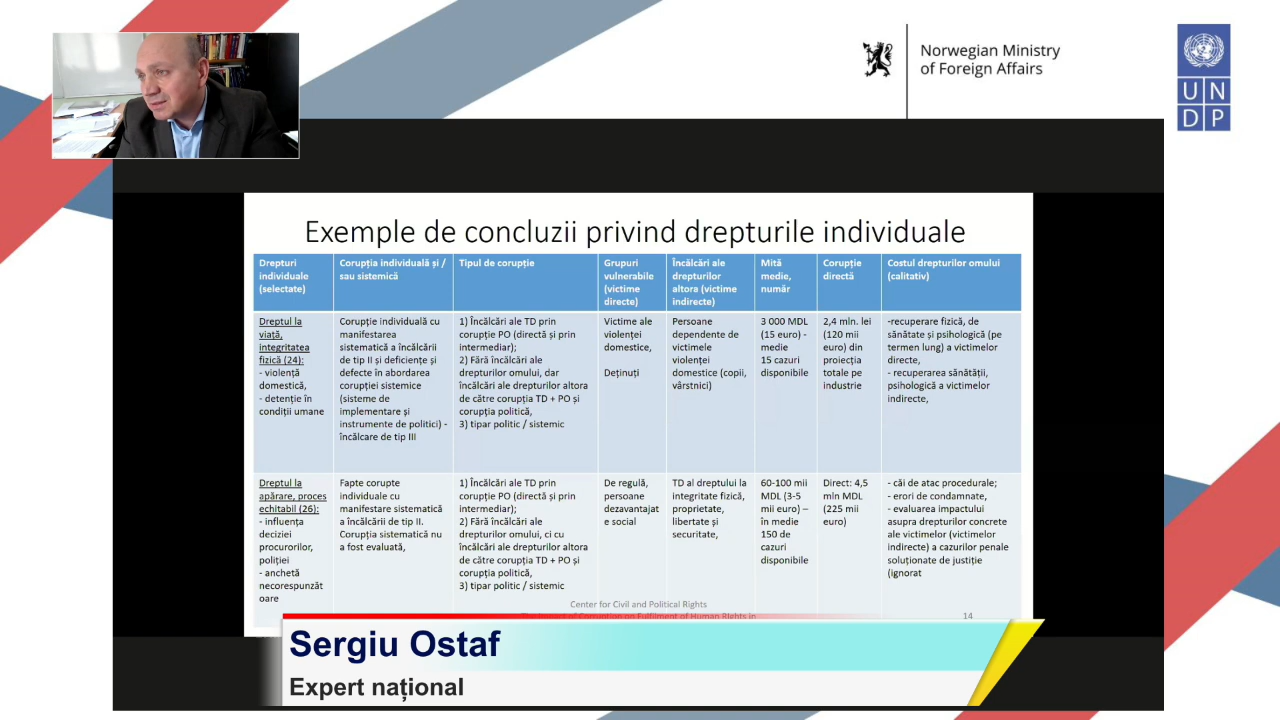 Norwegian Ministry
of Foreign Affairs
U N
D P
Exemple de concluzii privind drepturile individuale
Drepturi
individuale
(selectate)
Corupția individuală și /
sau sistemică
Tipul de corupție
Grupuri
vulnerabile
(victime
directe)
Încălcări ale
drepturilor
altora (victime
indirecte)
Mită
medie,
număr
Corupție
directă
Costul drepturilor omului
(calitativ)
Dreptul la
viață,
integritatea
fizică (24):
- violență
domestică,
- detenție în
condiții umane
Corupție individuală cu
manifestarea
sistematică a încălcării
de tip II și deficiențe și
defecte în abordarea
corupției sistemice
(sisteme de
implementare și
instrumente de politici) -
încălcare de tip III
1) Încălcări ale TD prin
corupție PO (directă și prin
intermediar);
2) Fără încălcări ale
drepturilor omului, dar
încălcări ale drepturilor altora
de către corupția TD + PO și
corupția politică,
3) tipar politic / sistemic
Victime ale
violenței
domestice,
Deținuți
Persoane
dependente de
victimele
violenței
domestice (copii,
vârstnici)
3 000 MDL
(15 euro) -
medie
15 cazuri
disponibile
2,4 mln. lei
(120 mii
euro) din
proiecția
totale pe
industrie
-recuperare fizică, de
sănătate și psihologică (pe
termen lung) a victimelor
directe,
- recuperarea sănătății,
psihologică a victimelor
indirecte,
Dreptul la
apărare, proces
echitabil (26):
- influența
deciziei
procurorilor,
poliției
- anchetă
necorespunzăt
oare
Fapte corupte
individuale cu
manifestare sistematică
a încălcării de tip II.
Corupția sistematică nu
a fost evaluată,
1) Încălcări ale TD prin
corupție PO (directă și prin
intermediar);
2) Fără încălcări ale
drepturilor omului, ci cu
încălcări ale drepturilor altora
de către corupția TD + PO și
corupția politică,
3) tipar politic / sistemic
De regulă,
persoane
dezavantajat
e social
TD al dreptului la
integritate fizică,
proprietate,
libertate și
securitate,
60-100 mii
MDL (3-5
mii euro) –
în medie
150 de
cazuri
disponibile
Direct: 4,5
mln MDL
(225 mii
euro)
- căi de atac procedurale;
- erori de condamnate,
- evaluarea impactului
asupra drepturilor concrete
ale victimelor (victimelor
indirecte) a cazurilor penale
soluționate de justiție
(ignorat
Center for Civil and Political Rights
The Impact of Corruption on Fulfilment of Human Rights in
14
Sergiu Ostaf
Expert național